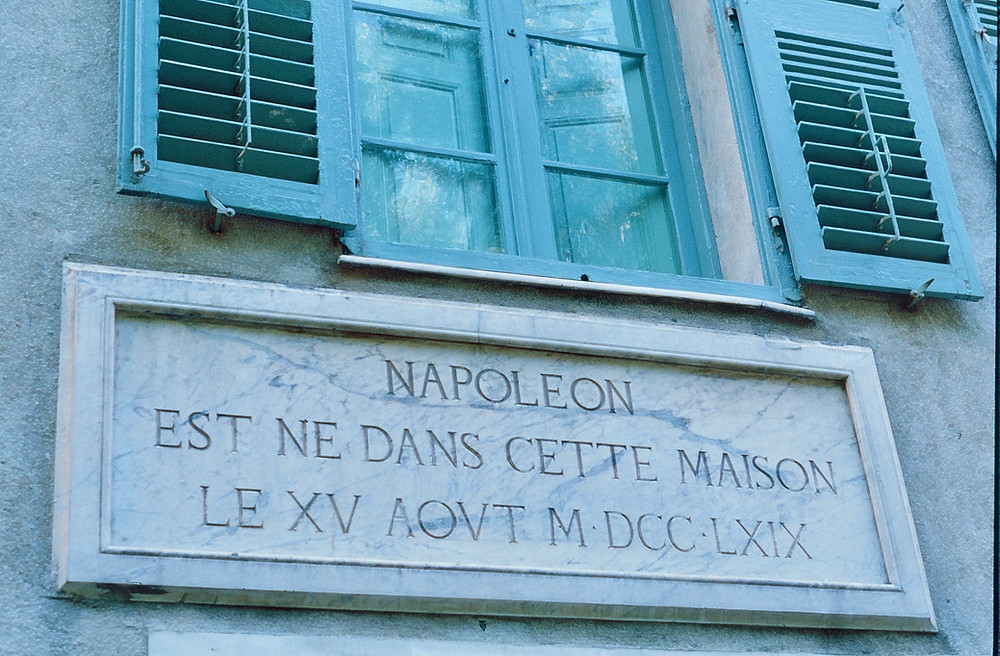 NAPOLEON
EST NE DANS CETTE MAISON
LE XV AOVT M·DCC·LXIX